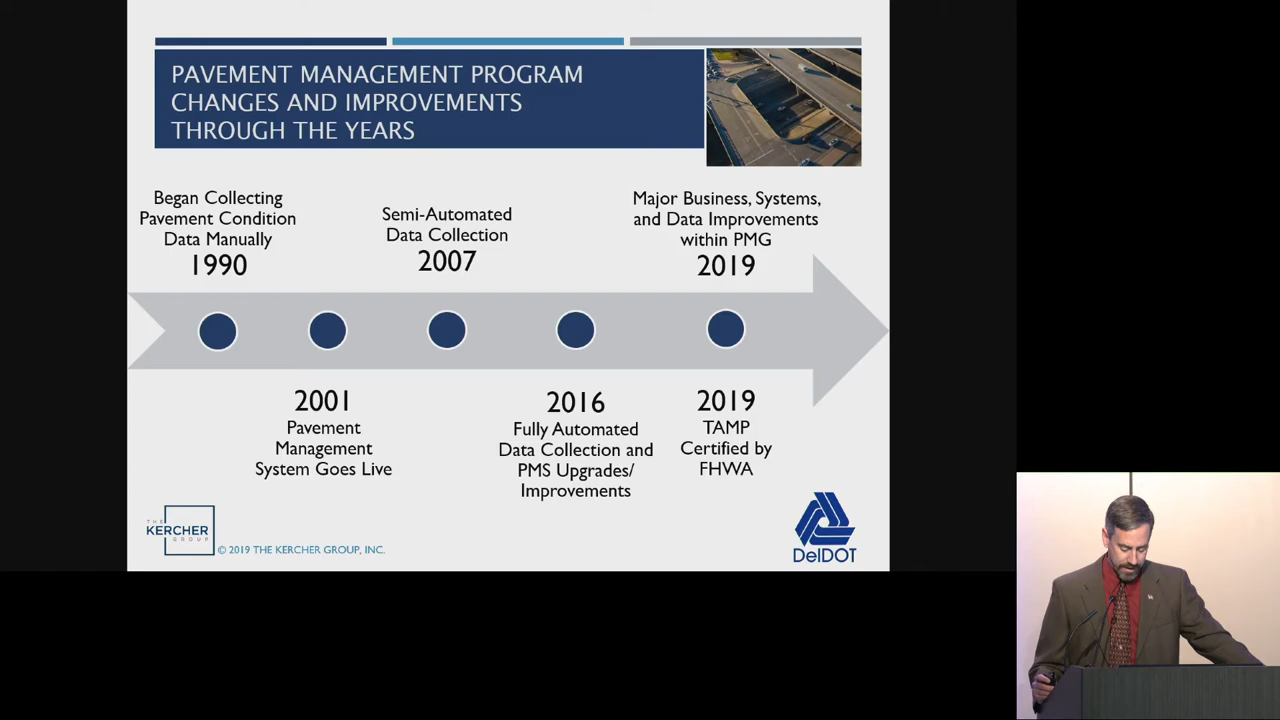 PAVEMENT MANAGEMENT PROGRAM
CHANGES AND IMPROVEMENTS
THROUGH THE YEARS
Began Collecting
Pavement Condition
Data Manually
1990
Semi-Automated
Data Collection
2007
Major Business, Systems,
and Data Improvements
within PMG
2019
2001
Pavement
Management
System Goes Live
2016
Fully Automated
Data Collection and
PMS Upgrades/
Improvements
2019
TAMP
Certified by
FHWA
THE
KERCHER
GROUP
© 2019 THE KERCHER GROUP, INC.
DelDOT